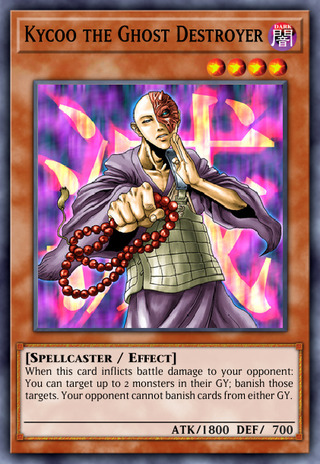 Kycoo the Ghost Destroyer
DARK
闇
[Spellcaster / Effect]
When this card inflicts battle damage to your opponent:
You can target up to 2 monsters in their GY; banish those
targets. Your opponent cannot banish cards from either GY.
ATK/1800 DEF/ 700